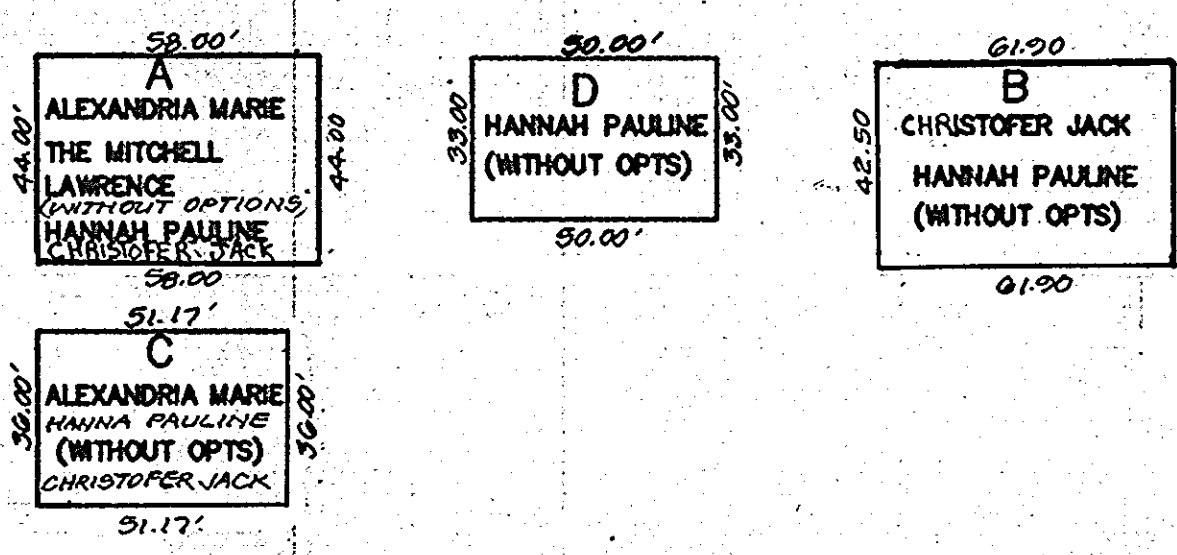 58.00'
A
ALEXANDRIA MARIE
THE MITCHELL
LAWRENCE
(WITHOUT OPTIONS)
HANNAH PAULINE
CHRISTOFER JACK
44.00'
44.00
58.00
50.00'
D
HANNAH PAULINE
(WITHOUT OPTS)
33.00'
33.00'
50.00'
61.90
B
CHRISTOFER JACK
HANNAH PAULINE
(WITHOUT OPTS)
42.50
61.90
51.17'
C
ALEXANDRIA MARIE
HANNA PAULINE
(WITHOUT OPTS)
CHRISTOFER JACK
36.00'
36.00'
51.17'